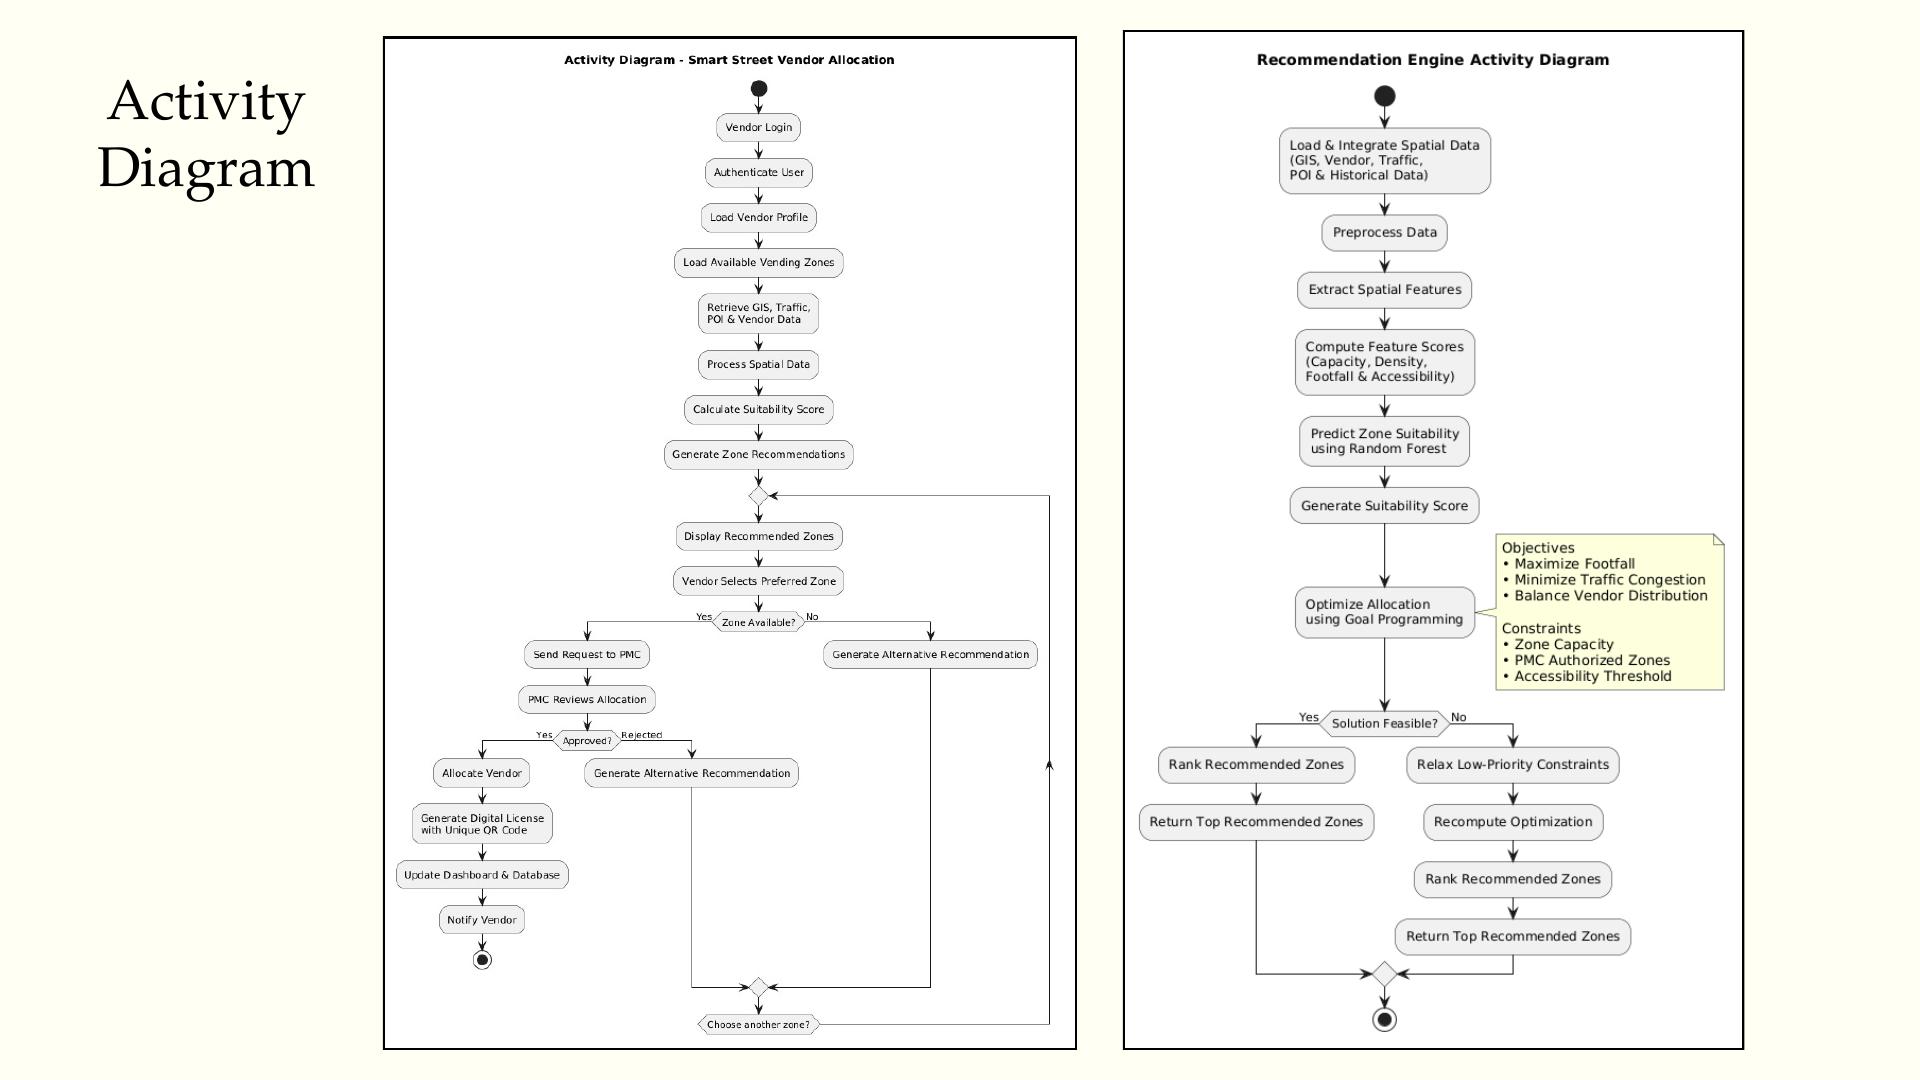 Activity
Diagram
Activity Diagram - Smart Street Vendor Allocation
Vendor Login
Authenticate User
Load Vendor Profile
Load Available Vending Zones
Retrieve GIS, Traffic,
POI & Vendor Data
Process Spatial Data
Calculate Suitability Score
Generate Zone Recommendations
Display Recommended Zones
Vendor Selects Preferred Zone
Yes
Zone Available?
No
Send Request to PMC
Generate Alternative Recommendation
PMC Reviews Allocation
Yes
Approved?
Rejected
Allocate Vendor
Generate Alternative Recommendation
Generate Digital License
with Unique QR Code
Update Dashboard & Database
Notify Vendor
Choose another zone?
Recommendation Engine Activity Diagram
Load & Integrate Spatial Data
(GIS, Vendor, Traffic,
POI & Historical Data)
Preprocess Data
Extract Spatial Features
Compute Feature Scores
(Capacity, Density,
Footfall & Accessibility)
Predict Zone Suitability
using Random Forest
Generate Suitability Score
Optimize Allocation
using Goal Programming
Objectives
• Maximize Footfall
• Minimize Traffic Congestion
• Balance Vendor Distribution
Constraints
• Zone Capacity
• PMC Authorized Zones
• Accessibility Threshold
Yes
Solution Feasible?
No
Rank Recommended Zones
Relax Low-Priority Constraints
Return Top Recommended Zones
Recompute Optimization
Rank Recommended Zones
Return Top Recommended Zones